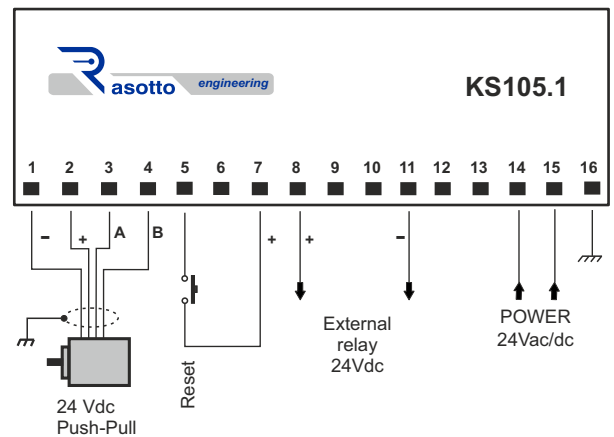 Rasotto engineering
KS105.1
1 2 3 4 5 6 7 8 9 10 11 12 13 14 15 16
- + A B + + -
External
relay
24Vdc
POWER
24Vac/dc
Reset
24 Vdc
Push-Pull